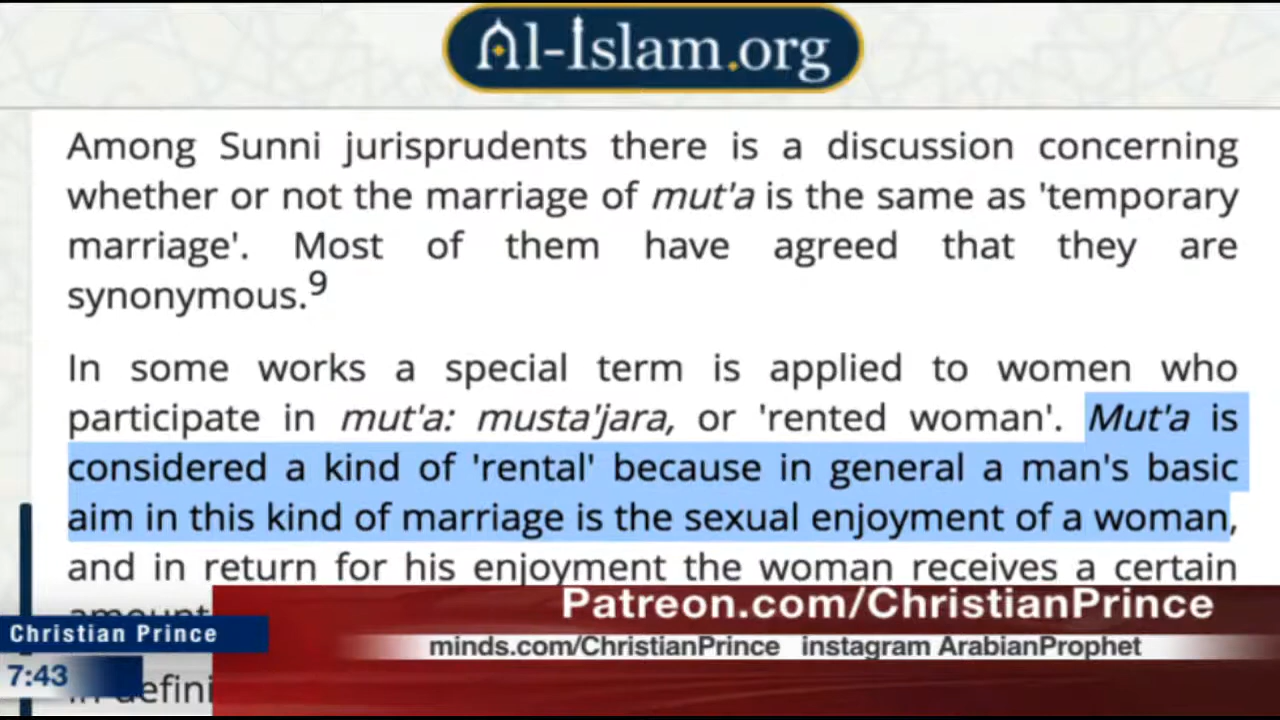 Al-Islam.org
Among Sunni jurisprudents there is a discussion concerning
whether or not the marriage of mut'a is the same as 'temporary
marriage'. Most of them have agreed that they are
synonymous.9
In some works a special term is applied to women who
participate in mut'a: musta'jara, or 'rented woman'. Mut'a is
considered a kind of 'rental' because in general a man's basic
aim in this kind of marriage is the sexual enjoyment of a woman,
and in return for his enjoyment the woman receives a certain
amount
Patreon.com/ChristianPrince
Christian Prince
minds.com/ChristianPrince instagram ArabianProphet
7:43